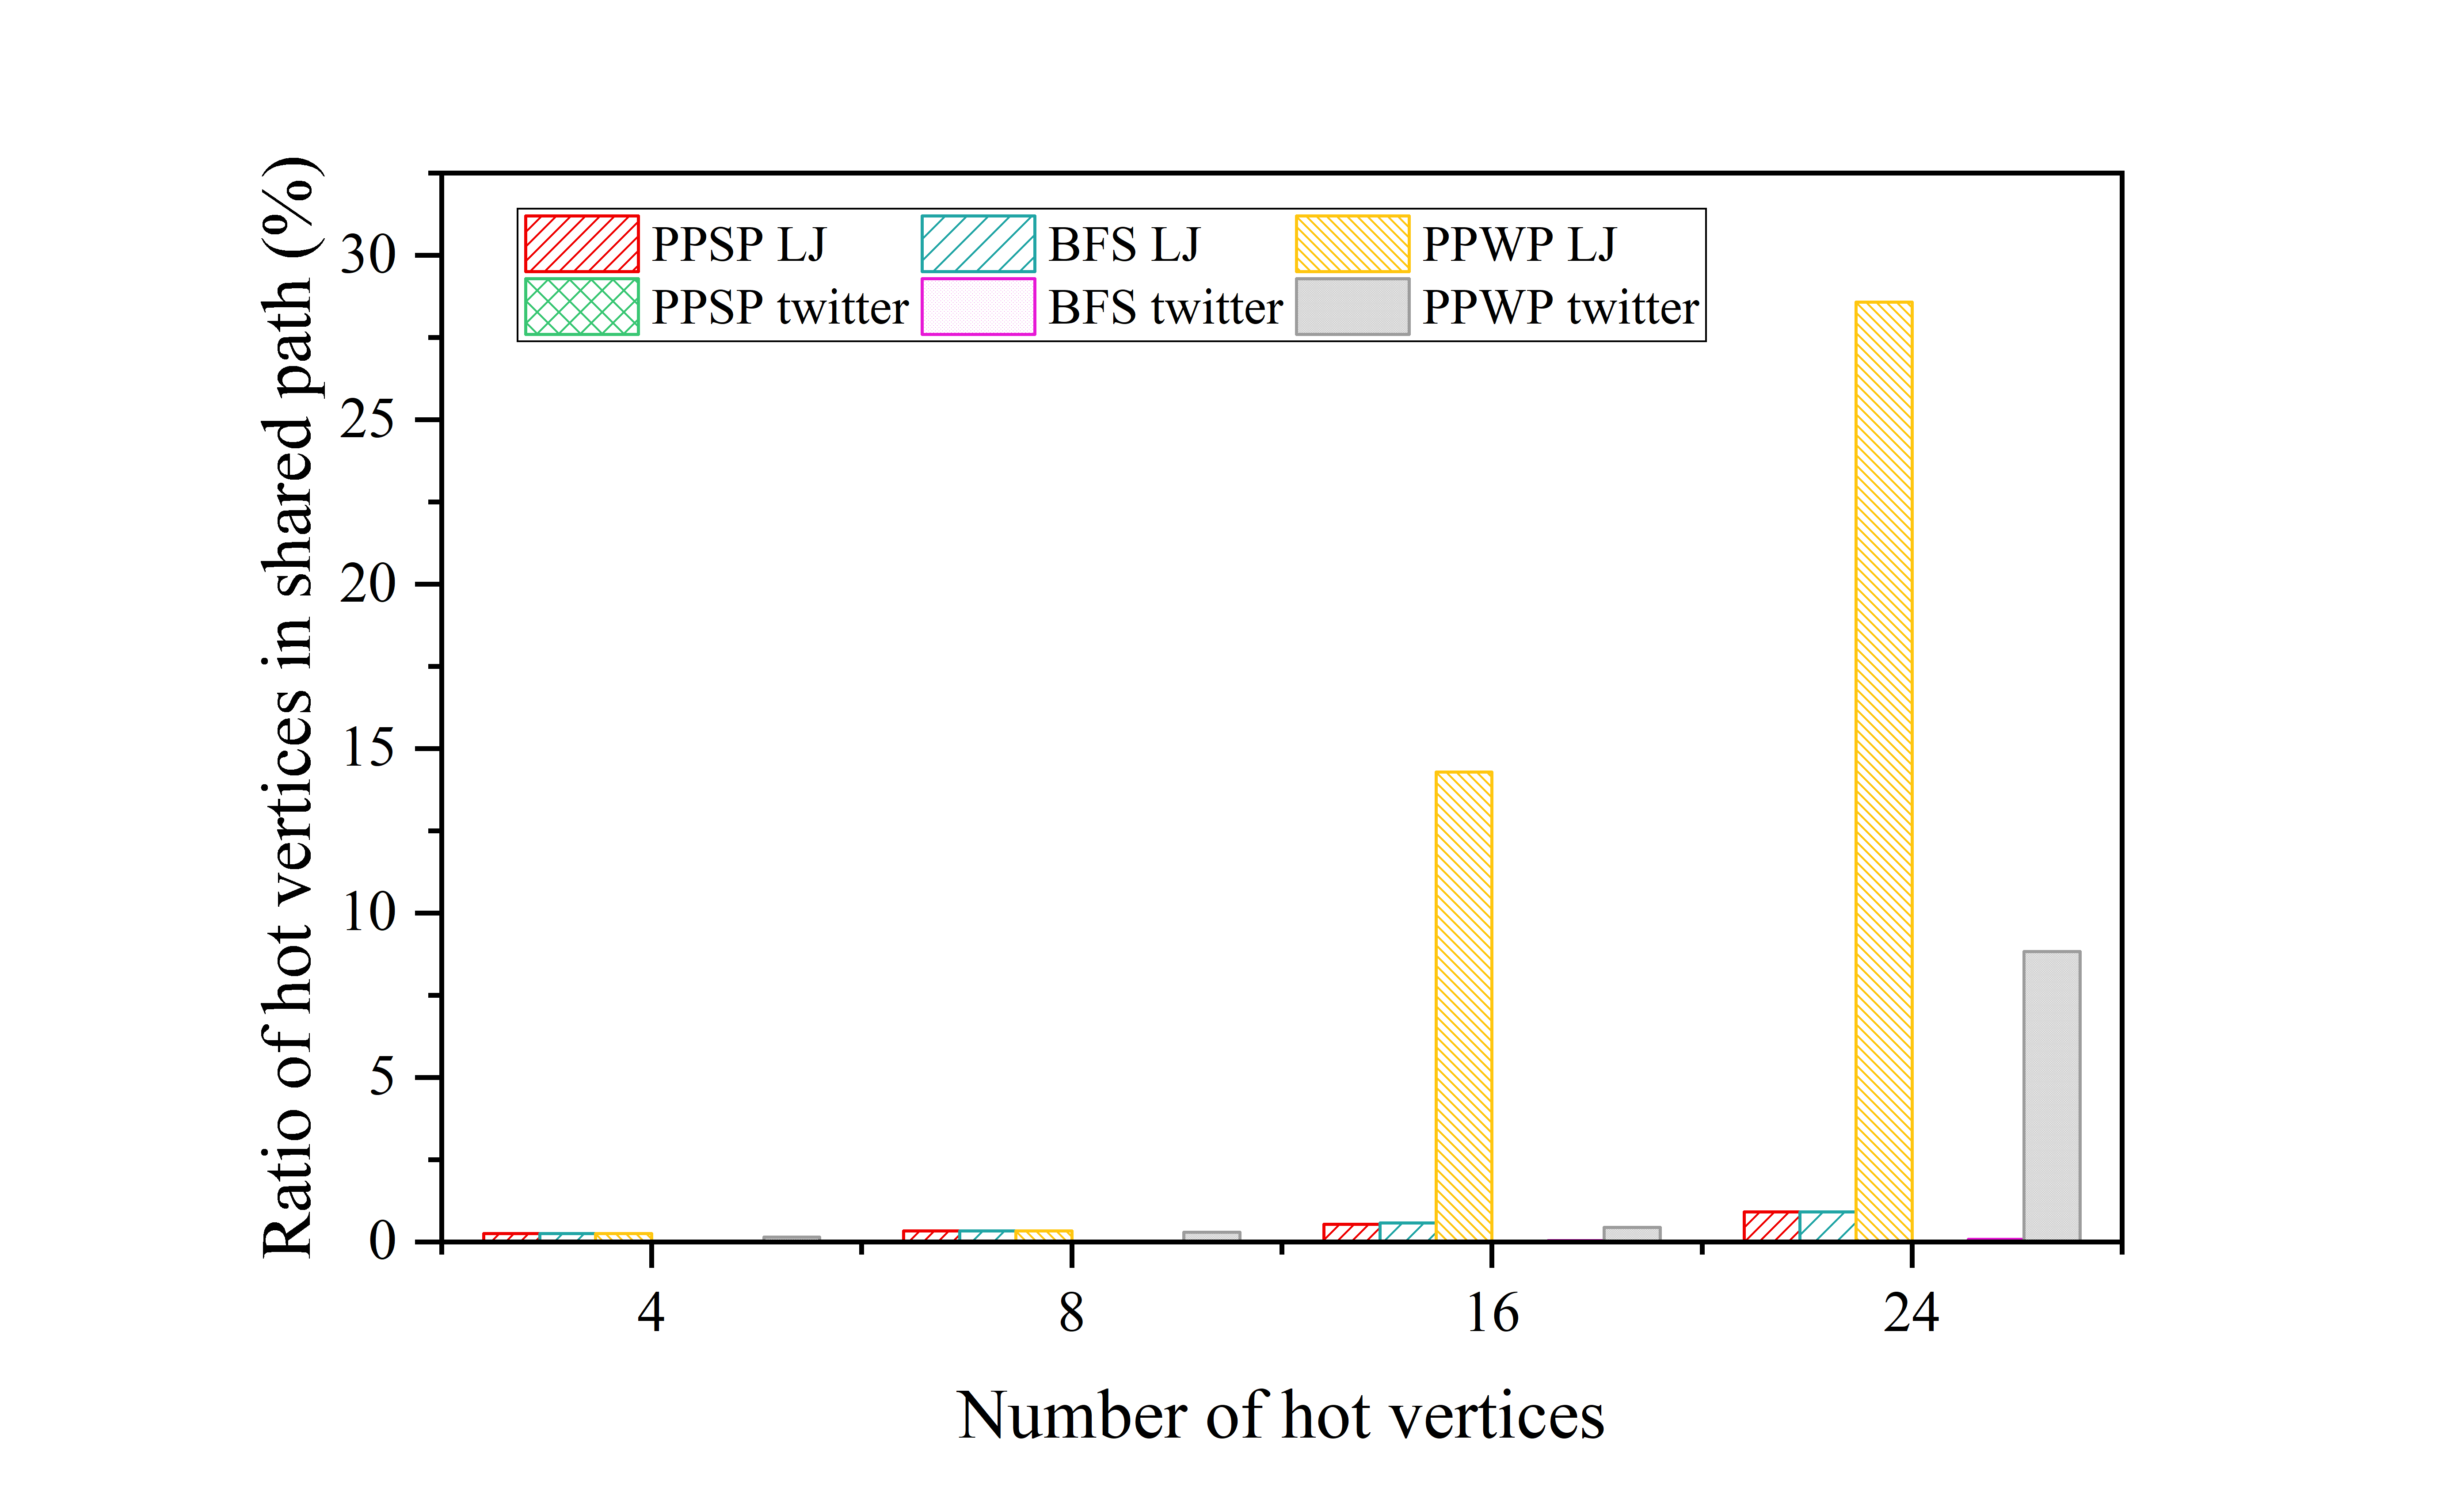 Ratio of hot vertices in shared path (%)
30
25
20
15
10
5
0
PPSP LJ BFS LJ PPWP LJ
PPSP twitter BFS twitter PPWP twitter
4 8 16 24
Number of hot vertices